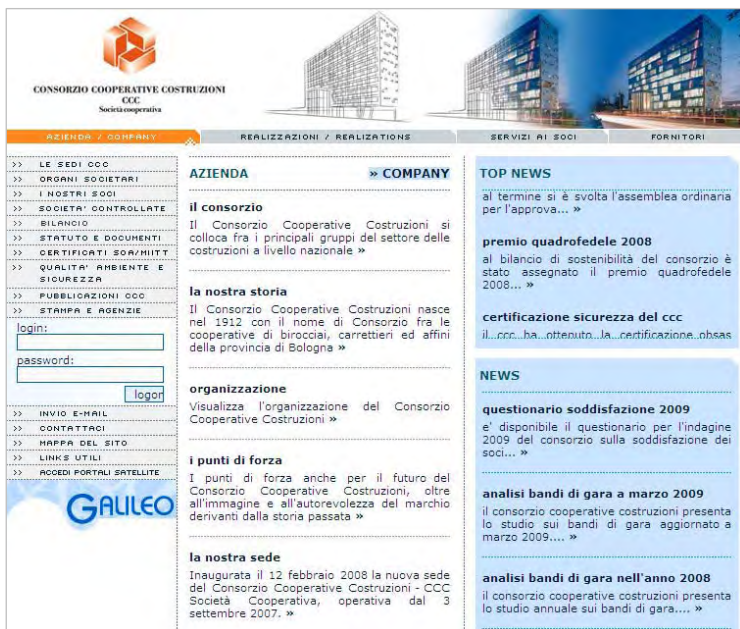 CONSORZIO COOPERATIVE COSTRUZIONI
CCC
Società cooperativa
AZIENDA / COMPANY
REALIZZAZIONI / REALIZATIONS
SERVIZI AI SOCI
FORNITORI
>> LE SEDI CCC
>> ORGANI SOCIETARI
>> I NOSTRI SOCI
>> SOCIETA' CONTROLLATE
>> BILANCIO
>> STATUTO E DOCUMENTI
>> CERTIFICATI SOA/MIITT
>> QUALITA' AMBIENTE E
SICUREZZA
>> PUBBLICAZIONI CCC
>> STAMPA E AGENZIE
login:
password:
logon
>> INVIO E-MAIL
>> CONTATTACI
>> MAPPA DEL SITO
>> LINKS UTILI
>> ACCEDI PORTALI SATELLITE
GALILEO
AZIENDA
» COMPANY
il consorzio
Il Consorzio Cooperative Costruzioni si
colloca fra i principali gruppi del settore delle
costruzioni a livello nazionale »
la nostra storia
Il Consorzio Cooperative Costruzioni nasce
nel 1912 con il nome di Consorzio fra le
cooperative di birocciai, carrettieri ed affini
della provincia di Bologna »
organizzazione
Visualizza l'organizzazione del Consorzio
Cooperative Costruzioni »
i punti di forza
I punti di forza anche per il futuro del
Consorzio Cooperative Costruzioni, oltre
all'immagine e all'autorevolezza del marchio
derivanti dalla storia passata »
la nostra sede
Inaugurata il 12 febbraio 2008 la nuova sede
del Consorzio Cooperative Costruzioni - CCC
Società Cooperativa, operativa dal 3
settembre 2007. »
TOP NEWS
al termine si è svolta l'assemblea ordinaria
per l'approva... »
premio quadrofedele 2008
al bilancio di sostenibilità del consorzio è
stato assegnato il premio quadrofedele
2008... »
certificazione sicurezza del ccc
il ccc ha ottenuto la certificazione ohsas
NEWS
questionario soddisfazione 2009
e' disponibile il questionario per l'indagine
2009 del consorzio sulla soddisfazione dei
soci... »
analisi bandi di gara a marzo 2009
il consorzio cooperative costruzioni presenta
lo studio sui bandi di gara aggiornato a
marzo 2009.... »
analisi bandi di gara nell'anno 2008
il consorzio cooperative costruzioni presenta
lo studio annuale sui bandi di gara.... »